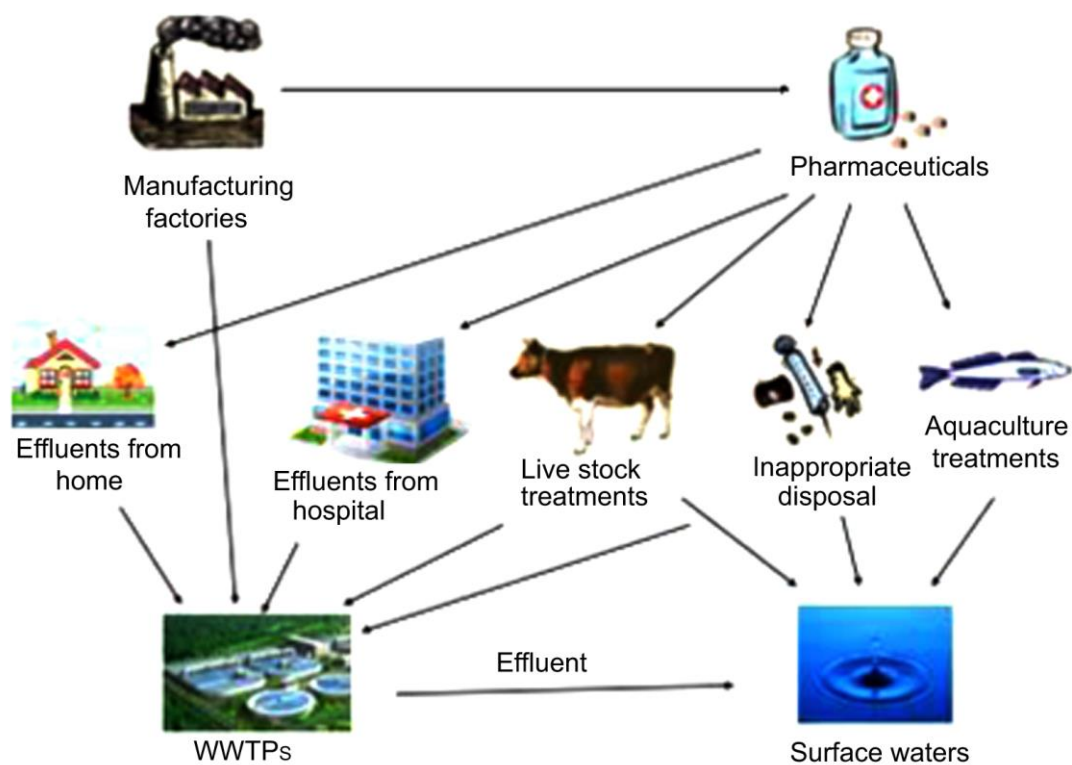 Pharmaceuticals
Manufacturing
factories
Effluents from
home
Effluents from
hospital
Live stock
treatments
Inappropriate
disposal
Aquaculture
treatments
Effluent
WWTPs
Surface waters